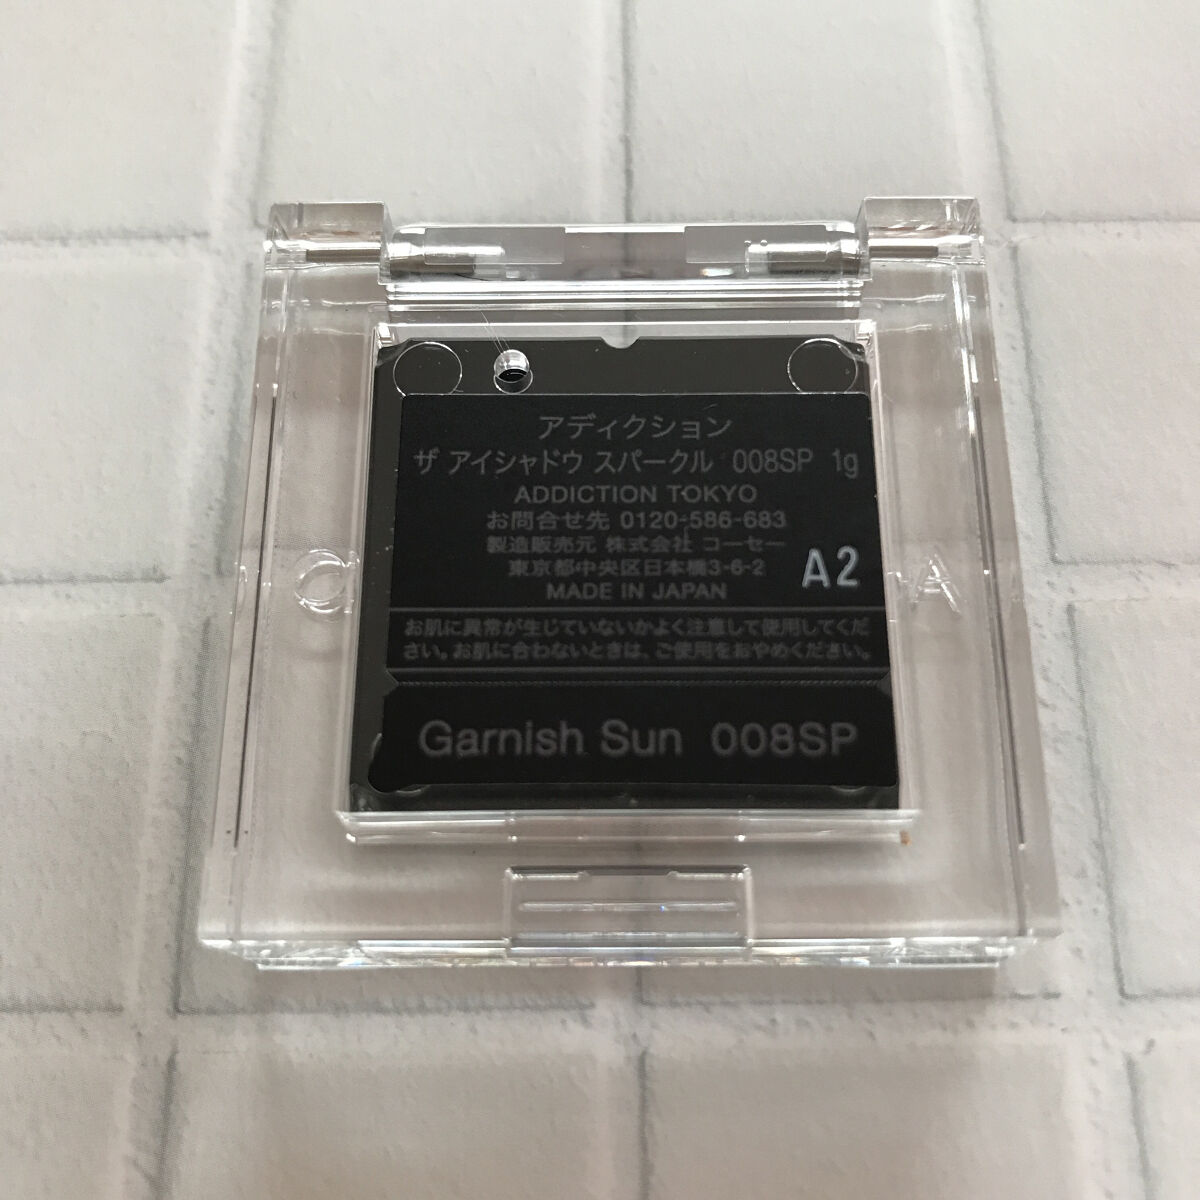 アディクション
ザ アイシャドウ スパークル 008SP 1g
ADDICTION TOKYO
お問合せ先 0120-586-683
製造販売元 株式会社 コーセー
東京都中央区日本橋3-6-2
MADE IN JAPAN
A2
お肌に異常が生じていないかよく注意して使用してくだ
さい。お肌に合わないときは、ご使用をおやめください。
Garnish Sun 008SP